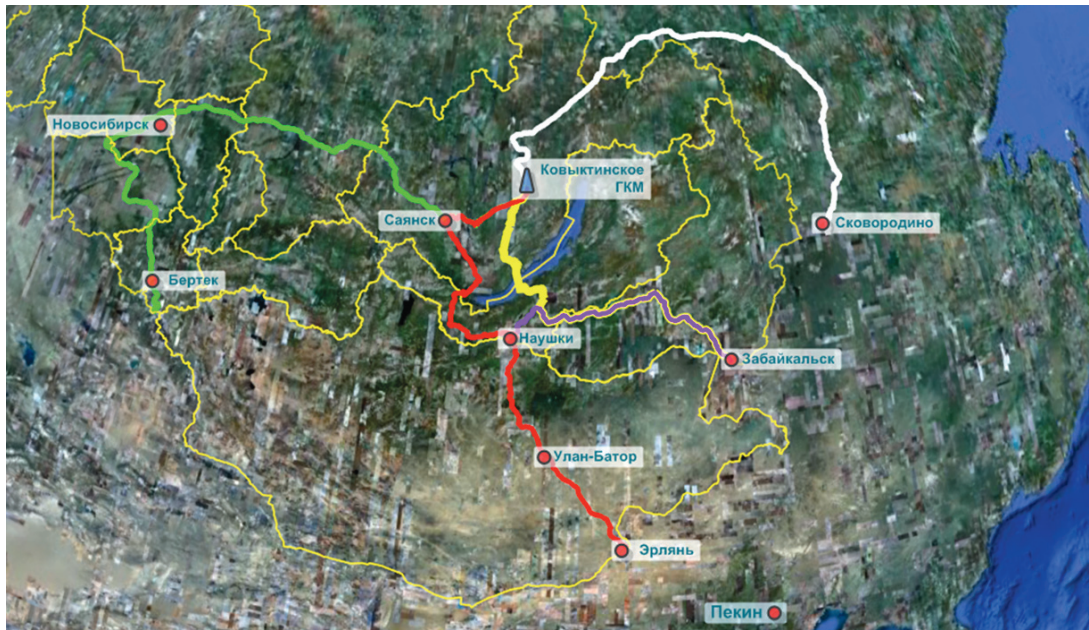 Новосибирск
Ковыктинское
ГКМ
Саянск
Сковородино
Бертек
Наушки
Забайкальск
Улан-Батор
Эрлянь
Пекин